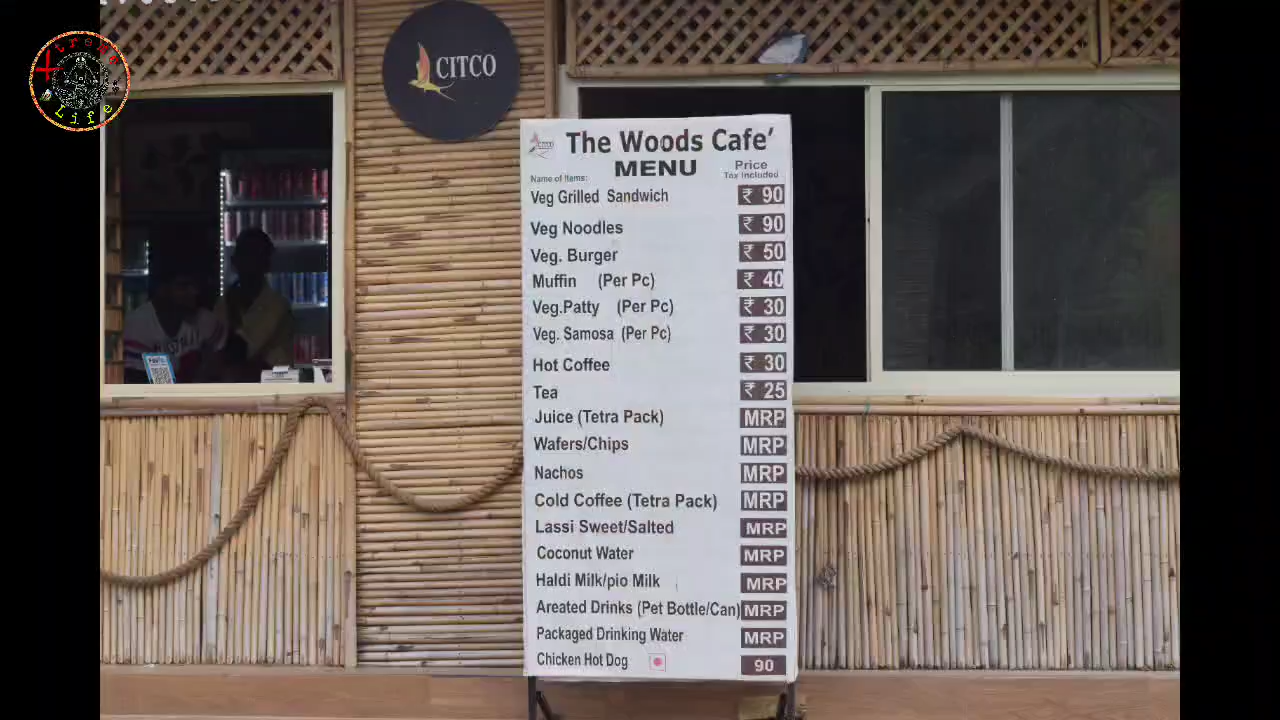 Xtreme
Life
CITCO
The Woods Cafe'
MENU
Price
Tax Included
Name of Items:
Veg Grilled Sandwich ₹ 90
Veg Noodles ₹ 90
Veg. Burger ₹ 50
Muffin (Per Pc) ₹ 40
Veg.Patty (Per Pc) ₹ 30
Veg. Samosa (Per Pc) ₹ 30
Hot Coffee ₹ 30
Tea ₹ 25
Juice (Tetra Pack) MRP
Wafers/Chips MRP
Nachos MRP
Cold Coffee (Tetra Pack) MRP
Lassi Sweet/Salted MRP
Coconut Water MRP
Haldi Milk/pio Milk MRP
Areated Drinks (Pet Bottle/Can) MRP
Packaged Drinking Water MRP
Chicken Hot Dog 90